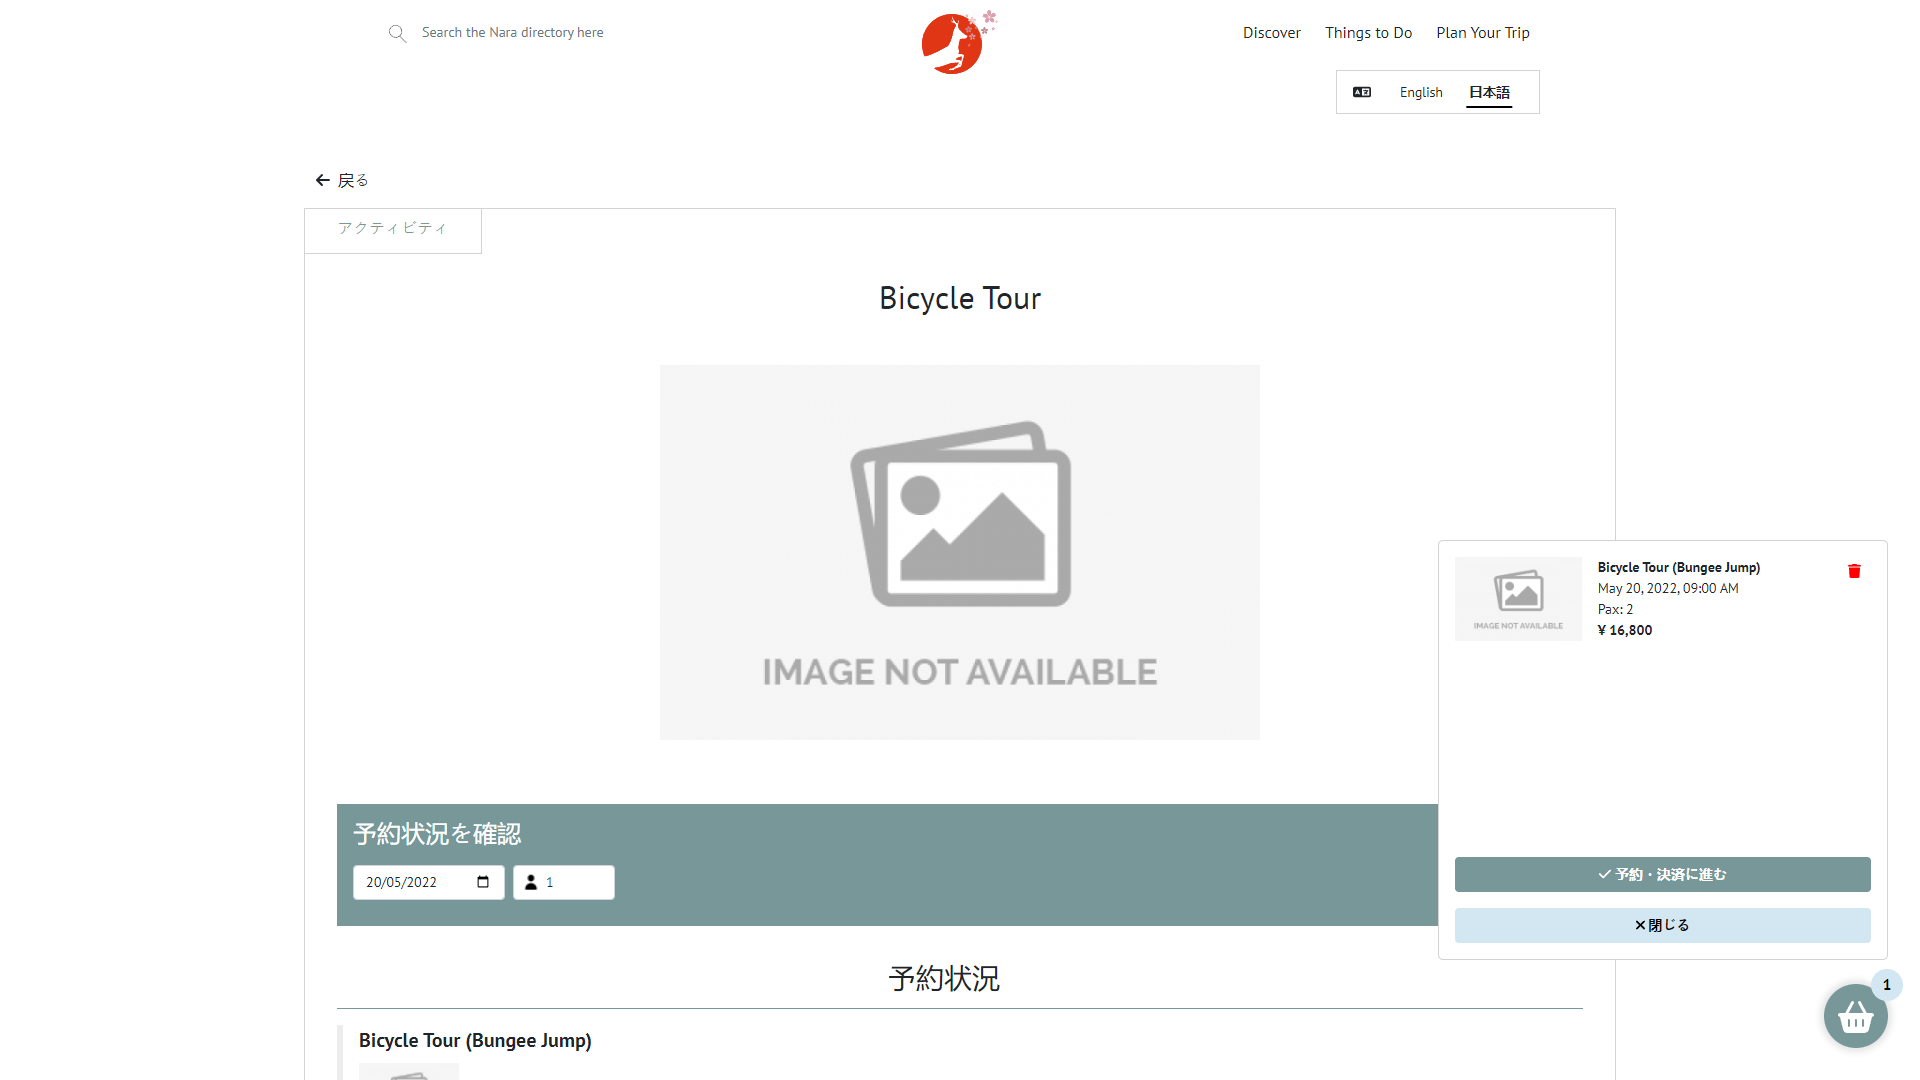 Search the Nara directory here
Discover
Things to Do
Plan Your Trip
English
日本語
戻る
アクティビティ
Bicycle Tour
IMAGE NOT AVAILABLE
予約状況を確認
20/05/2022
1
予約状況
Bicycle Tour (Bungee Jump)
IMAGE NOT AVAILABLE
Bicycle Tour (Bungee Jump)
May 20, 2022, 09:00 AM
Pax: 2
¥ 16,800
予約・決済に進む
閉じる
1